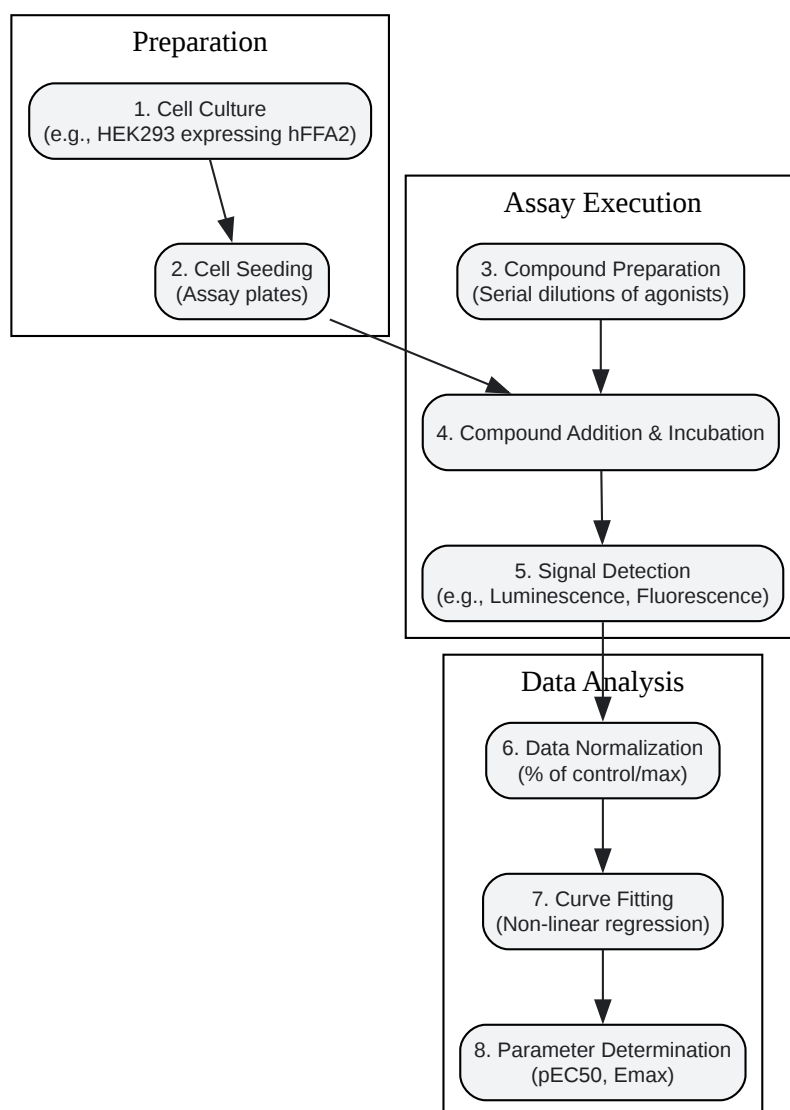 Preparation
1. Cell Culture
(e.g., HEK293 expressing hFFA2)
2. Cell Seeding
(Assay plates)
Assay Execution
3. Compound Preparation
(Serial dilutions of agonists)
4. Compound Addition & Incubation
5. Signal Detection
(e.g., Luminescence, Fluorescence)
Data Analysis
6. Data Normalization
(% of control/max)
7. Curve Fitting
(Non-linear regression)
8. Parameter Determination
(pEC50, Emax)